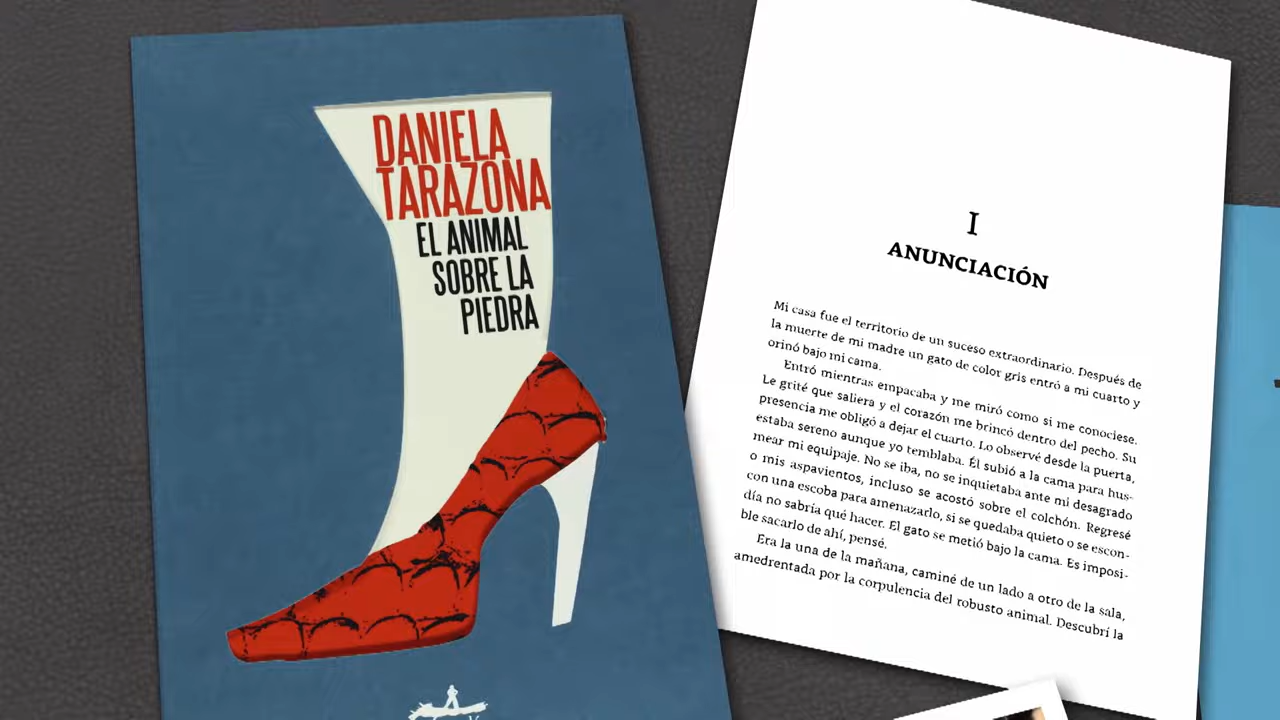 DANIELA
TARAZONA
EL ANIMAL
SOBRE LA
PIEDRA
I
ANUNCIACIÓN
Mi casa fue el territorio de un suceso extraordinario. Después de
la muerte de mi madre un gato de color gris entró a mi cuarto y
orinó bajo mi cama.
Entró mientras empacaba y me miró como si me conociese.
Le grité que saliera y el corazón me brincó dentro del pecho. Su
presencia me obligó a dejar el cuarto. Lo observé desde la puerta,
estaba sereno aunque yo temblaba. Él subió a la cama para hus-
mear mi equipaje. No se iba, no se inquietaba ante mi desagrado
o mis aspavientos, incluso se acostó sobre el colchón. Regresé
con una escoba para amenazarlo, si se quedaba quieto o se escon-
día no sabría qué hacer. El gato se metió bajo la cama. Es imposi-
ble sacarlo de ahí, pensé.
Era la una de la mañana, caminé de un lado a otro de la sala,
amedrentada por la corpulencia del robusto animal. Descubrí la